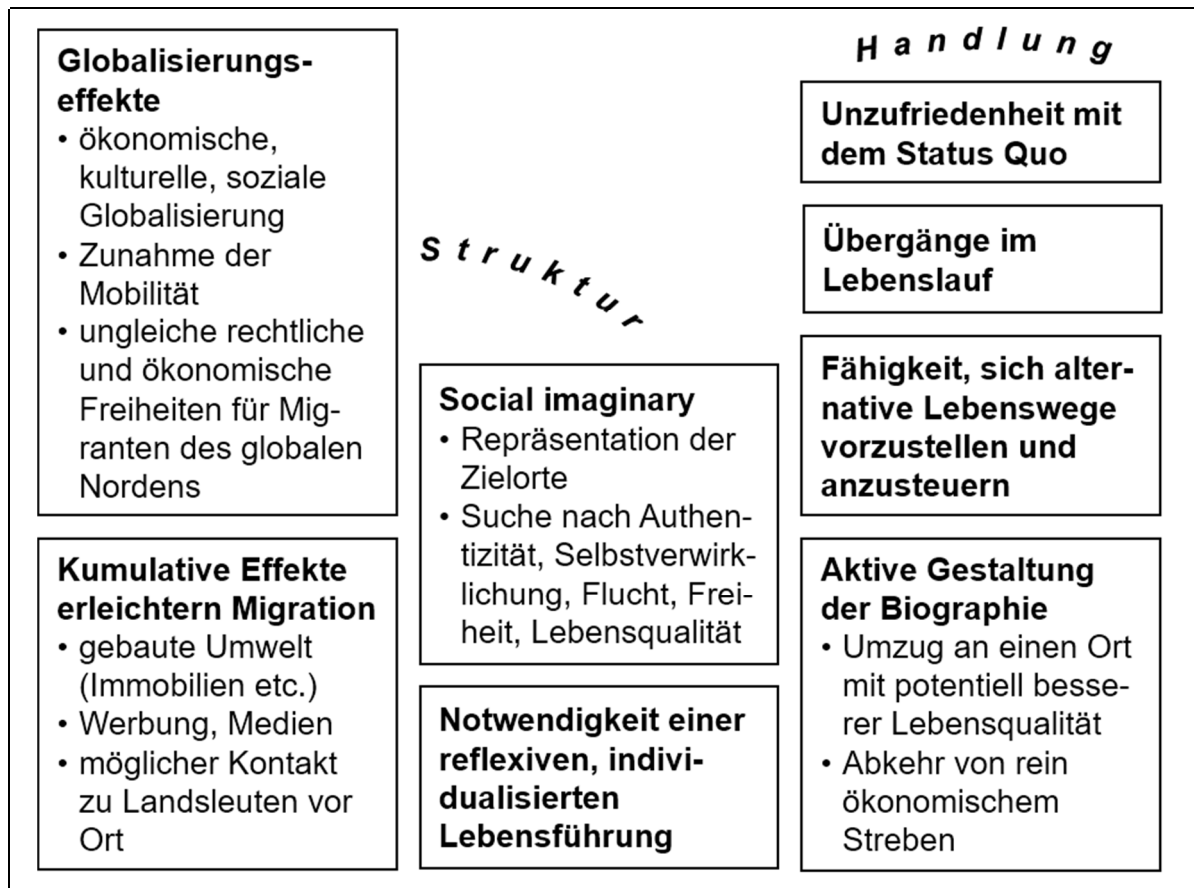 Globalisierungs-
effekte
• ökonomische,
kulturelle, soziale
Globalisierung
• Zunahme der
Mobilität
• ungleiche rechtliche
und ökonomische
Freiheiten für Mig-
ranten des globalen
Nordens
Kumulative Effekte
erleichtern Migration
• gebaute Umwelt
(Immobilien etc.)
• Werbung, Medien
• möglicher Kontakt
zu Landsleuten vor
Ort
Struktur
Social imaginary
• Repräsentation der
Zielorte
• Suche nach Authen-
tizität, Selbstverwirk-
lichung, Flucht, Frei-
heit, Lebensqualität
Notwendigkeit einer
reflexiven, indivi-
dualisierten
Lebensführung
Handlung
Unzufriedenheit mit
dem Status Quo
Übergänge im
Lebenslauf
Fähigkeit, sich alter-
native Lebenswege
vorzustellen und
anzusteuern
Aktive Gestaltung
der Biographie
• Umzug an einen Ort
mit potentiell besse-
rer Lebensqualität
• Abkehr von rein
ökonomischem
Streben